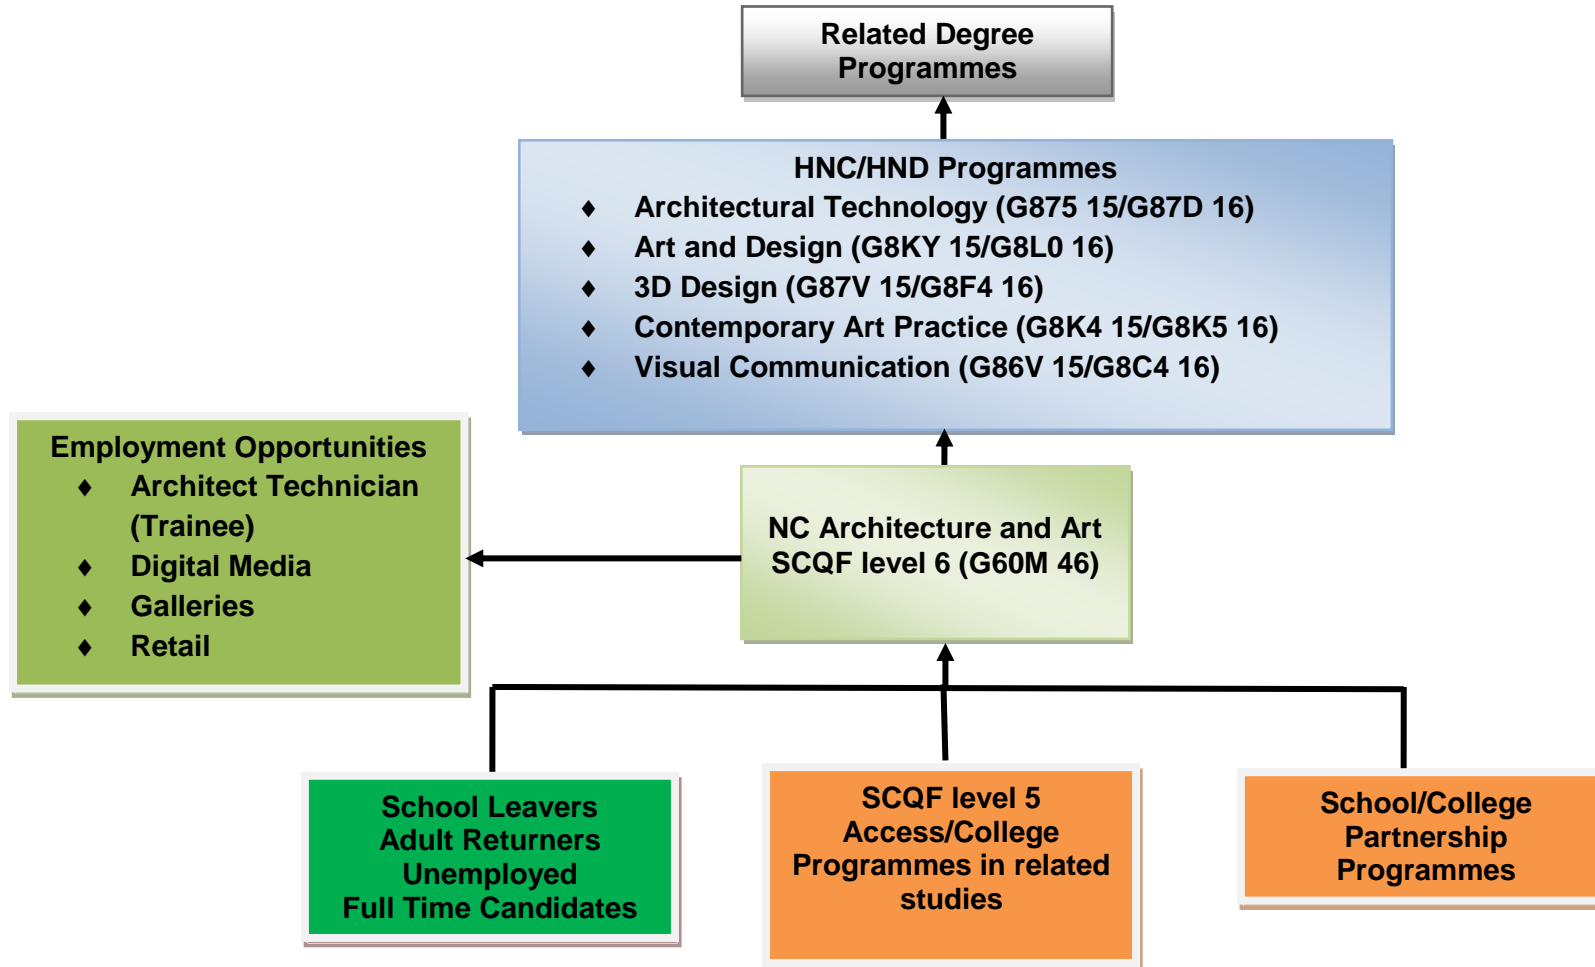 Related Degree
Programmes
HNC/HND Programmes
♦ Architectural Technology (G875 15/G87D 16)
♦ Art and Design (G8KY 15/G8L0 16)
♦ 3D Design (G87V 15/G8F4 16)
♦ Contemporary Art Practice (G8K4 15/G8K5 16)
♦ Visual Communication (G86V 15/G8C4 16)
Employment Opportunities
♦ Architect Technician
(Trainee)
♦ Digital Media
♦ Galleries
♦ Retail
NC Architecture and Art
SCQF level 6 (G60M 46)
School Leavers
Adult Returners
Unemployed
Full Time Candidates
SCQF level 5
Access/College
Programmes in related
studies
School/College
Partnership
Programmes